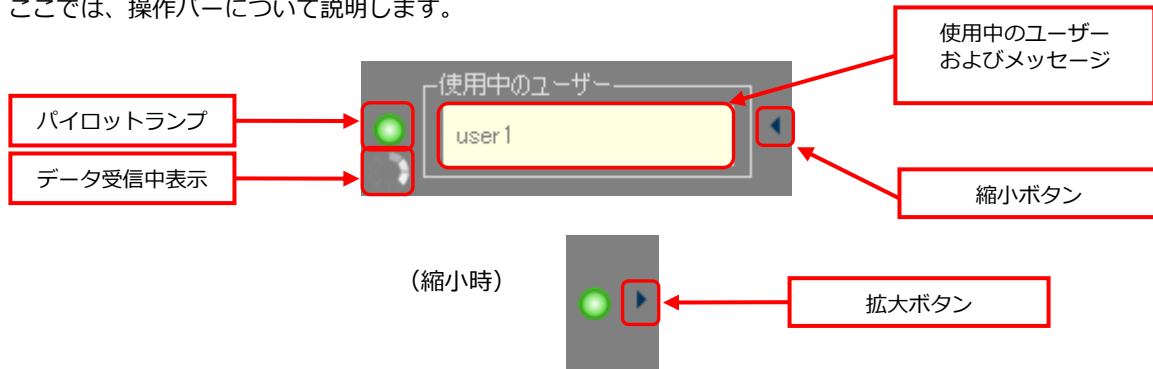 ここでは、操作バーについて説明します。
使用中のユーザー
およびメッセージ
使用中のユーザー
パイロットランプ
user1
データ受信中表示
縮小ボタン
（縮小時）
拡大ボタン